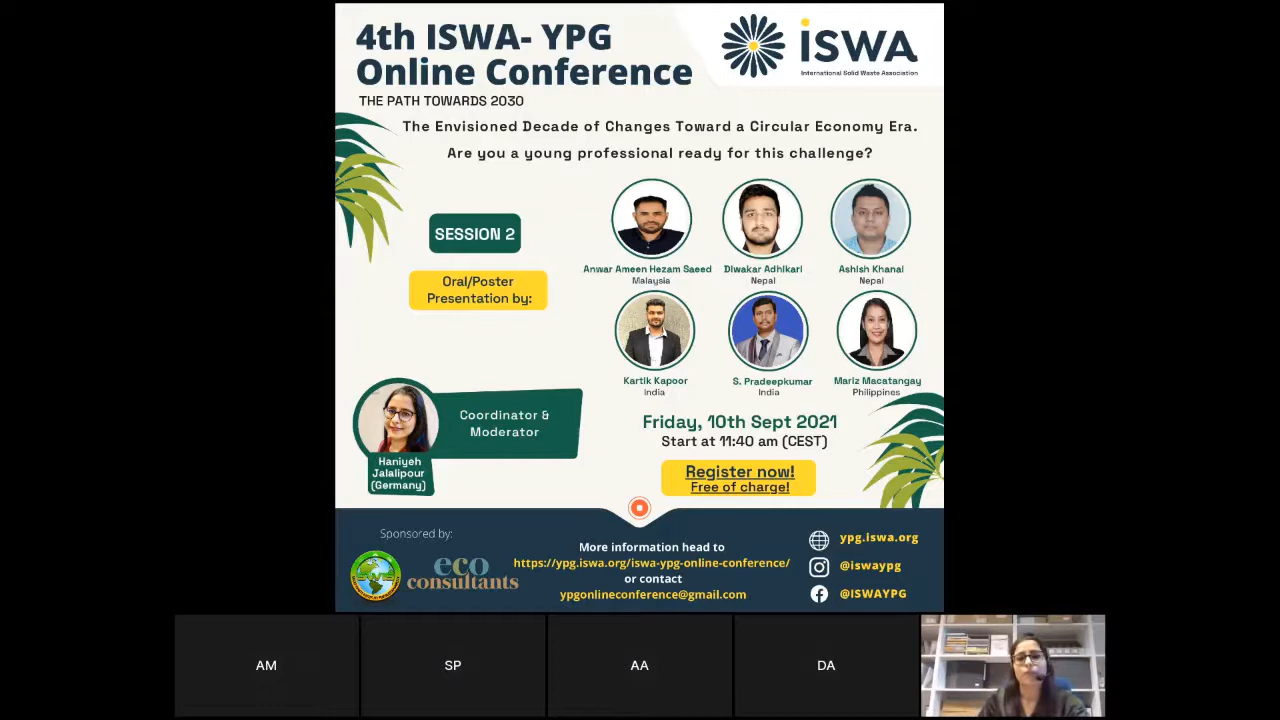 4th ISWA- YPG
Online Conference
THE PATH TOWARDS 2030
iSWA
International Solid Waste Association
The Envisioned Decade of Changes Toward a Circular Economy Era.
Are you a young professional ready for this challenge?
SESSION 2
Oral/Poster
Presentation by:
Anwar Ameen Hezam Saeed
Malaysia
Diwakar Adhikari
Nepal
Ashish Khanal
Nepal
Kartik Kapoor
India
S. Pradeepkumar
India
Mariz Macatangay
Philippines
Coordinator &
Moderator
Haniyeh
Jalalipour
(Germany)
Friday, 10th Sept 2021
Start at 11:40 am (CEST)
Register now!
Free of charge!
Sponsored by:
eco
consultants
More information head to
https://ypg.iswa.org/iswa-ypg-online-conference/
or contact
ypgonlineconference@gmail.com
ypg.iswa.org
@iswaypg
@ISWAYPG
AM
SP
AA
DA